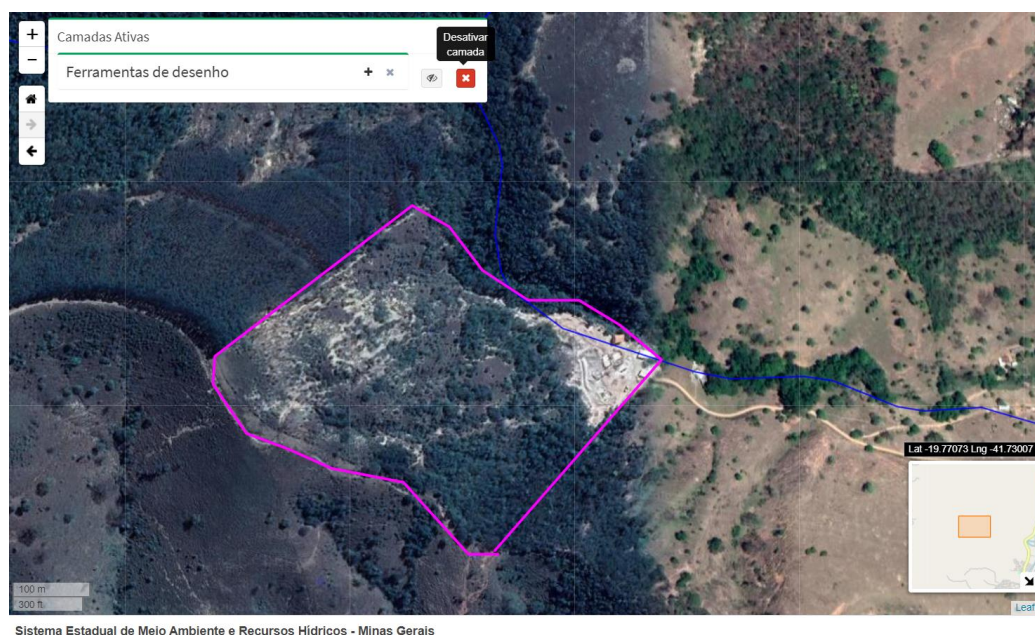 +
−
Camadas Ativas
Desativar
camada
Ferramentas de desenho
+ ×
Lat -19.77073 Lng -41.73007
100 m
300 ft
Leaf
Sistema Estadual de Meio Ambiente e Recursos Hídricos - Minas Gerais